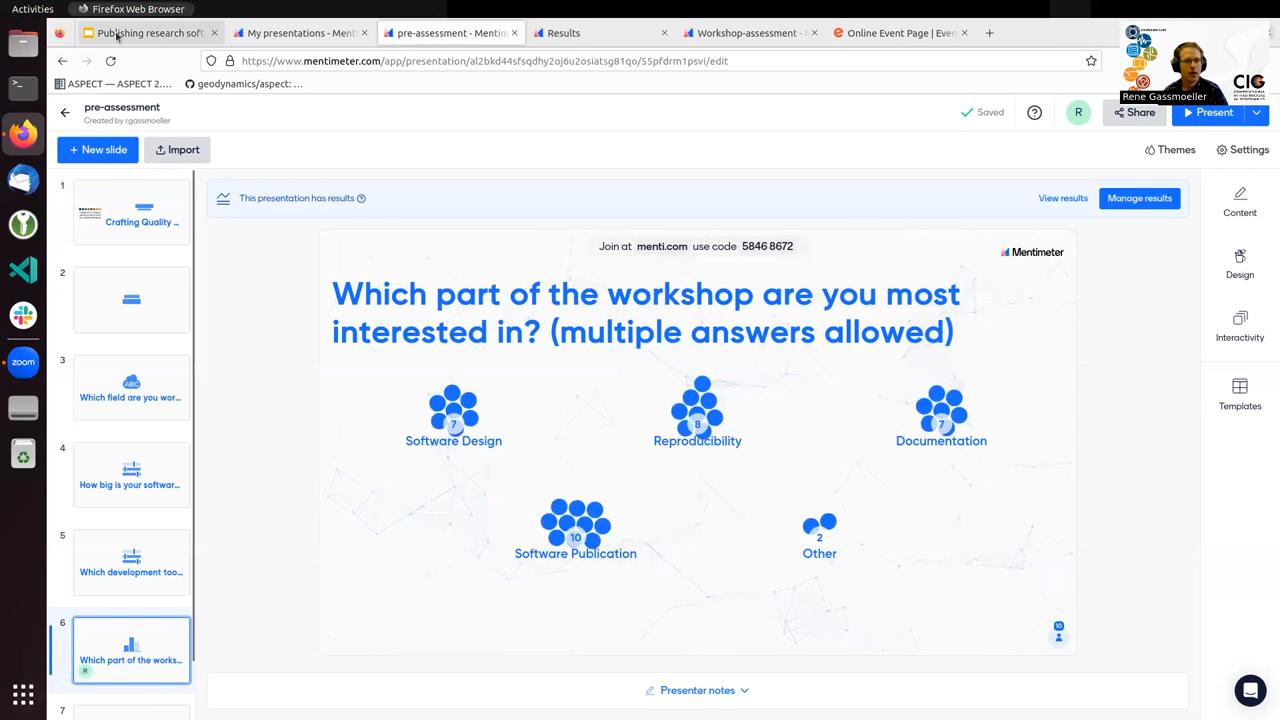 Activities
Firefox Web Browser
Publishing research soft
My presentations - Menti
pre-assessment - Mentim
Results
Workshop-assessment - M
Online Event Page | Even
https://www.mentimeter.com/app/presentation/al2bkd44sfsqdhy2oj6u2osiatsg81qo/55pfdrm1psvi/edit
ASPECT — ASPECT 2....
geodynamics/aspect: ...
Rene Gassmoeller
CIG
pre-assessment
Created by r.gassmoeller
Saved
R
Share
Present
+ New slide
Import
Themes
Settings
1
Crafting Quality ...
2
3
ABC
Which field are you wor...
4
How big is your softwar...
5
Which development too...
6
Which part of the works...
R
7
This presentation has results
View results
Manage results
Join at menti.com use code 5846 8672
Mentimeter
Which part of the workshop are you most
interested in? (multiple answers allowed)
7
Software Design
8
Reproducibility
7
Documentation
10
Software Publication
2
Other
10
Presenter notes
Content
Design
Interactivity
Templates
zoom